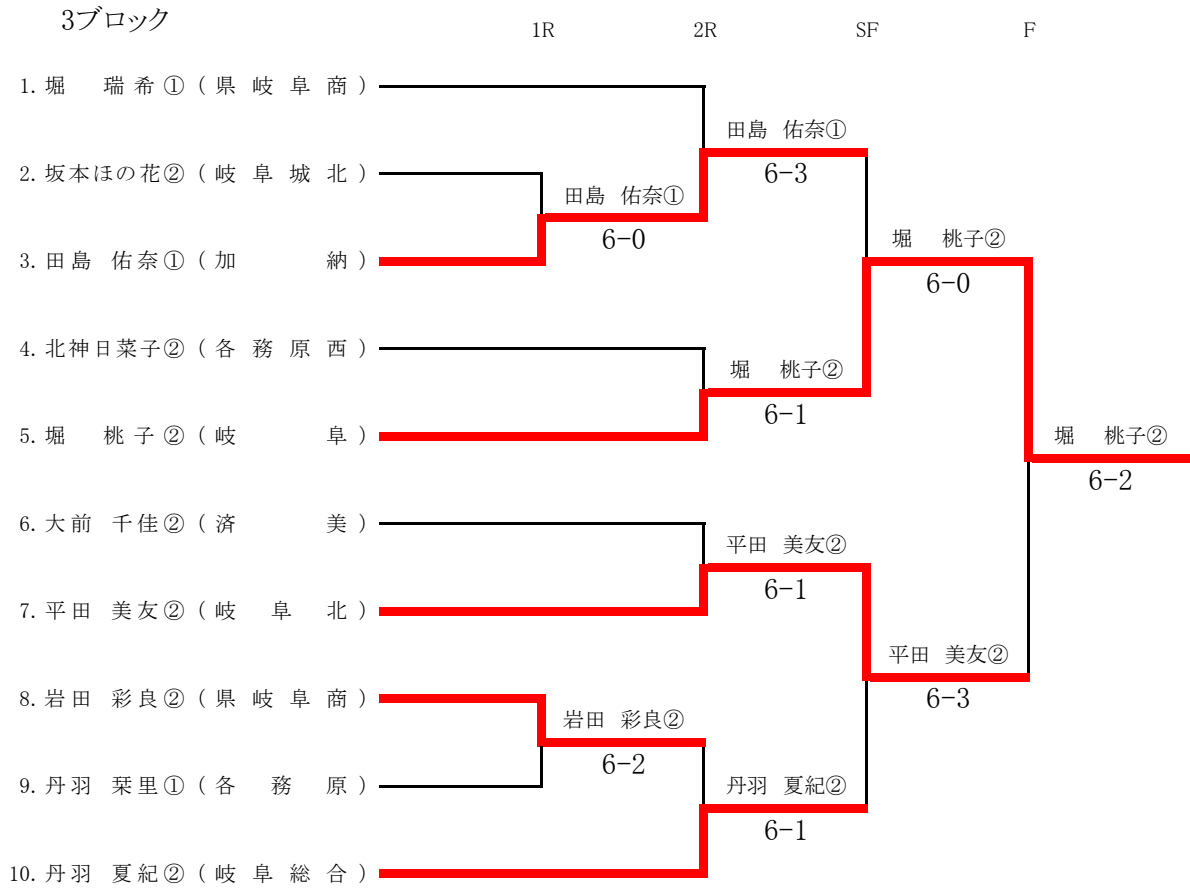 3ブロック
1R 2R SF F
1. 堀 瑞希① (県岐阜商)
田島 佑奈①
6-3
2. 坂本ほの花② (岐阜城北)
田島 佑奈①
6-0
3. 田島 佑奈① (加納)
堀 桃子②
6-0
4. 北神日菜子② (各務原西)
堀 桃子②
6-1
5. 堀 桃子② (岐阜)
堀 桃子②
6-2
6. 大前 千佳② (済美)
平田 美友②
6-1
7. 平田 美友② (岐阜北)
平田 美友②
6-3
8. 岩田 彩良② (県岐阜商)
岩田 彩良②
6-2
9. 丹羽 栞里① (各務原)
丹羽 夏紀②
6-1
10. 丹羽 夏紀② (岐阜総合)